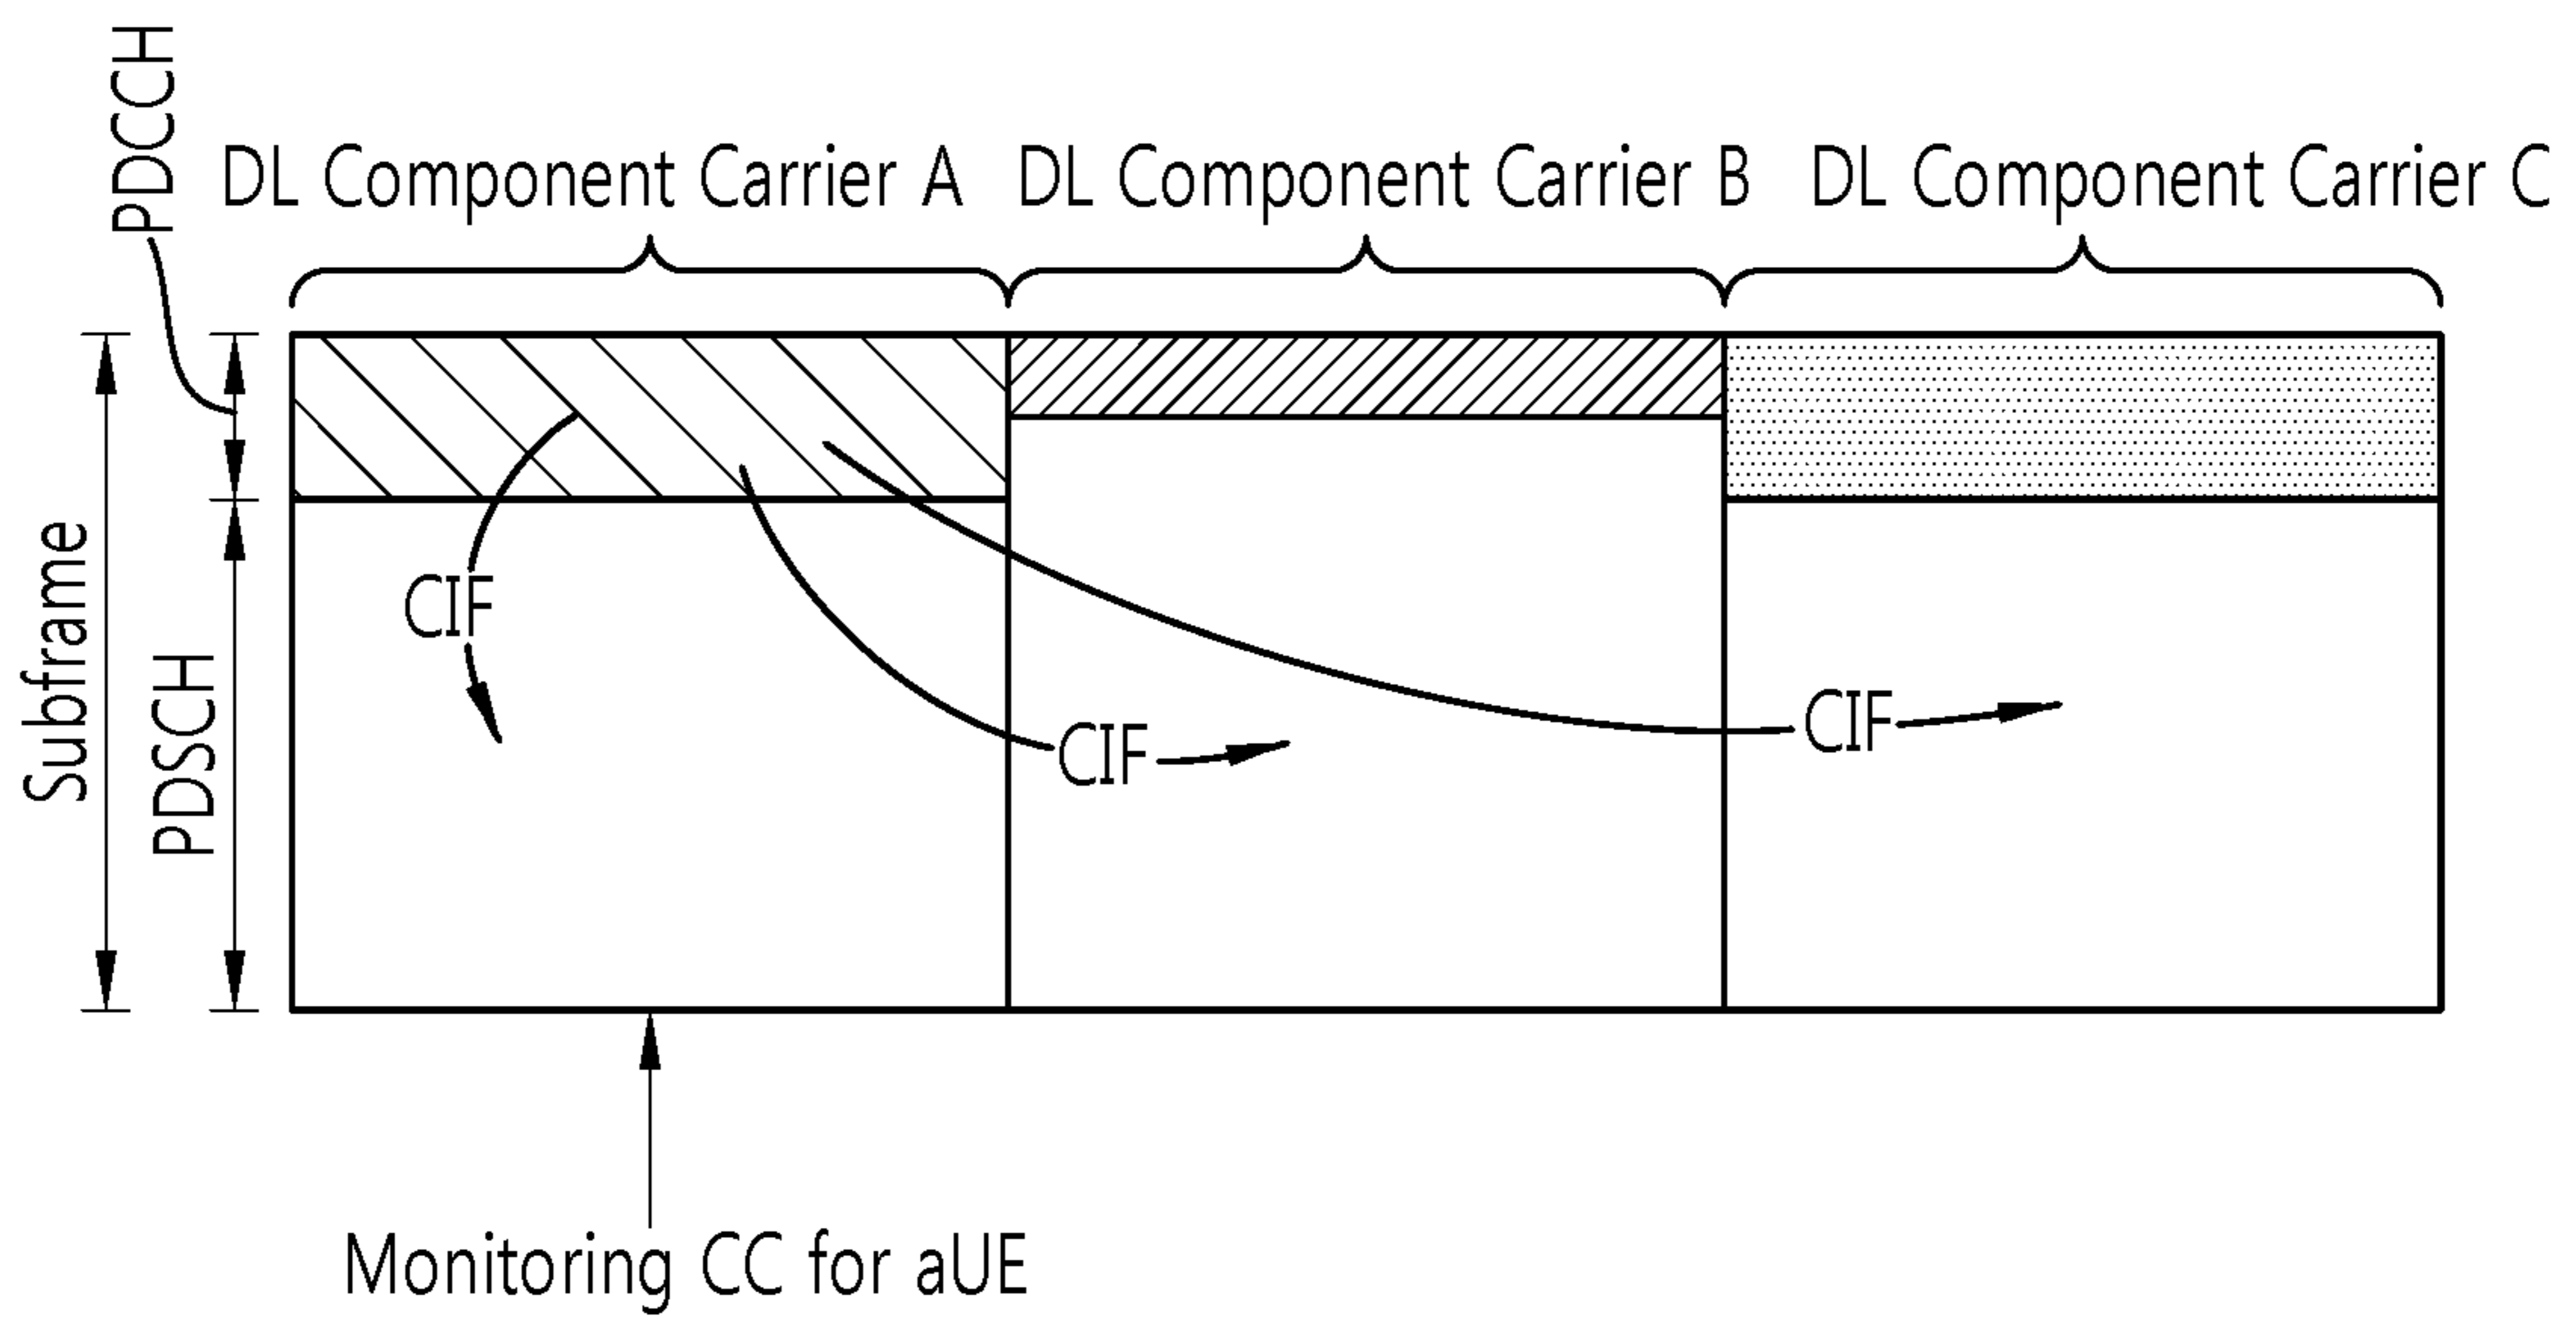 PDCCH
DL Component Carrier A
DL Component Carrier B
DL Component Carrier C
Subframe
PDSCH
CIF
CIF
CIF
Monitoring CC for aUE